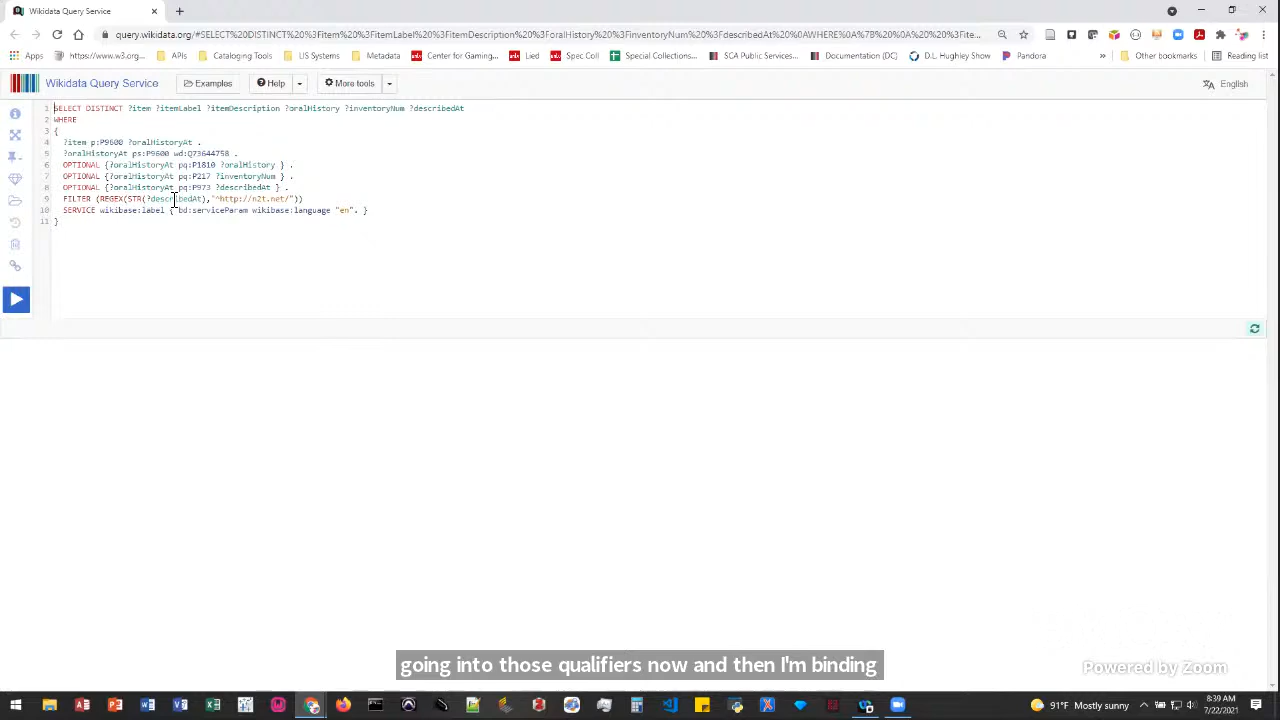 Wikidata Query Service
query.wikidata.org/#SELECT%20DISTINCT%20%3Fitem%20%3FitemLabel%20%3FitemDescription%20%3ForalHistory%20%3FinventoryNum%20%3FdescribedAt%20%0AWHERE%0A%7B%20%0A%20%20%3Fite...
Apps
https://www.w3.org...
APIs
Cataloging Tools
LIS Systems
Metadata
Center for Gaming...
Lied
Spec Coll
Special Collections...
SCA Public Services...
Documentation (DAC)
D.L. Hughley Show
Pandora
»
Other bookmarks
Reading list
Wikidata Query Service
Examples
Help
More tools
English
1 SELECT DISTINCT ?item ?itemLabel ?itemDescription ?oralHistory ?inventoryNum ?describedAt
2 WHERE
3 {
4 ?item p:P9600 ?oralHistoryAt .
5 ?oralHistoryAt ps:P9600 wd:Q73644758 .
6 OPTIONAL {?oralHistoryAt pq:P1810 ?oralHistory } .
7 OPTIONAL {?oralHistoryAt pq:P217 ?inventoryNum } .
8 OPTIONAL {?oralHistoryAt pq:P973 ?describedAt } .
9 FILTER (REGEX(STR(?describedAt),"^http://n2t.net/"))
10 SERVICE wikibase:label { bd:serviceParam wikibase:language "en". }
11 }
going into those qualifiers now and then I'm binding
Powered by Zoom
91°F Mostly sunny
8:39 AM
7/22/2021